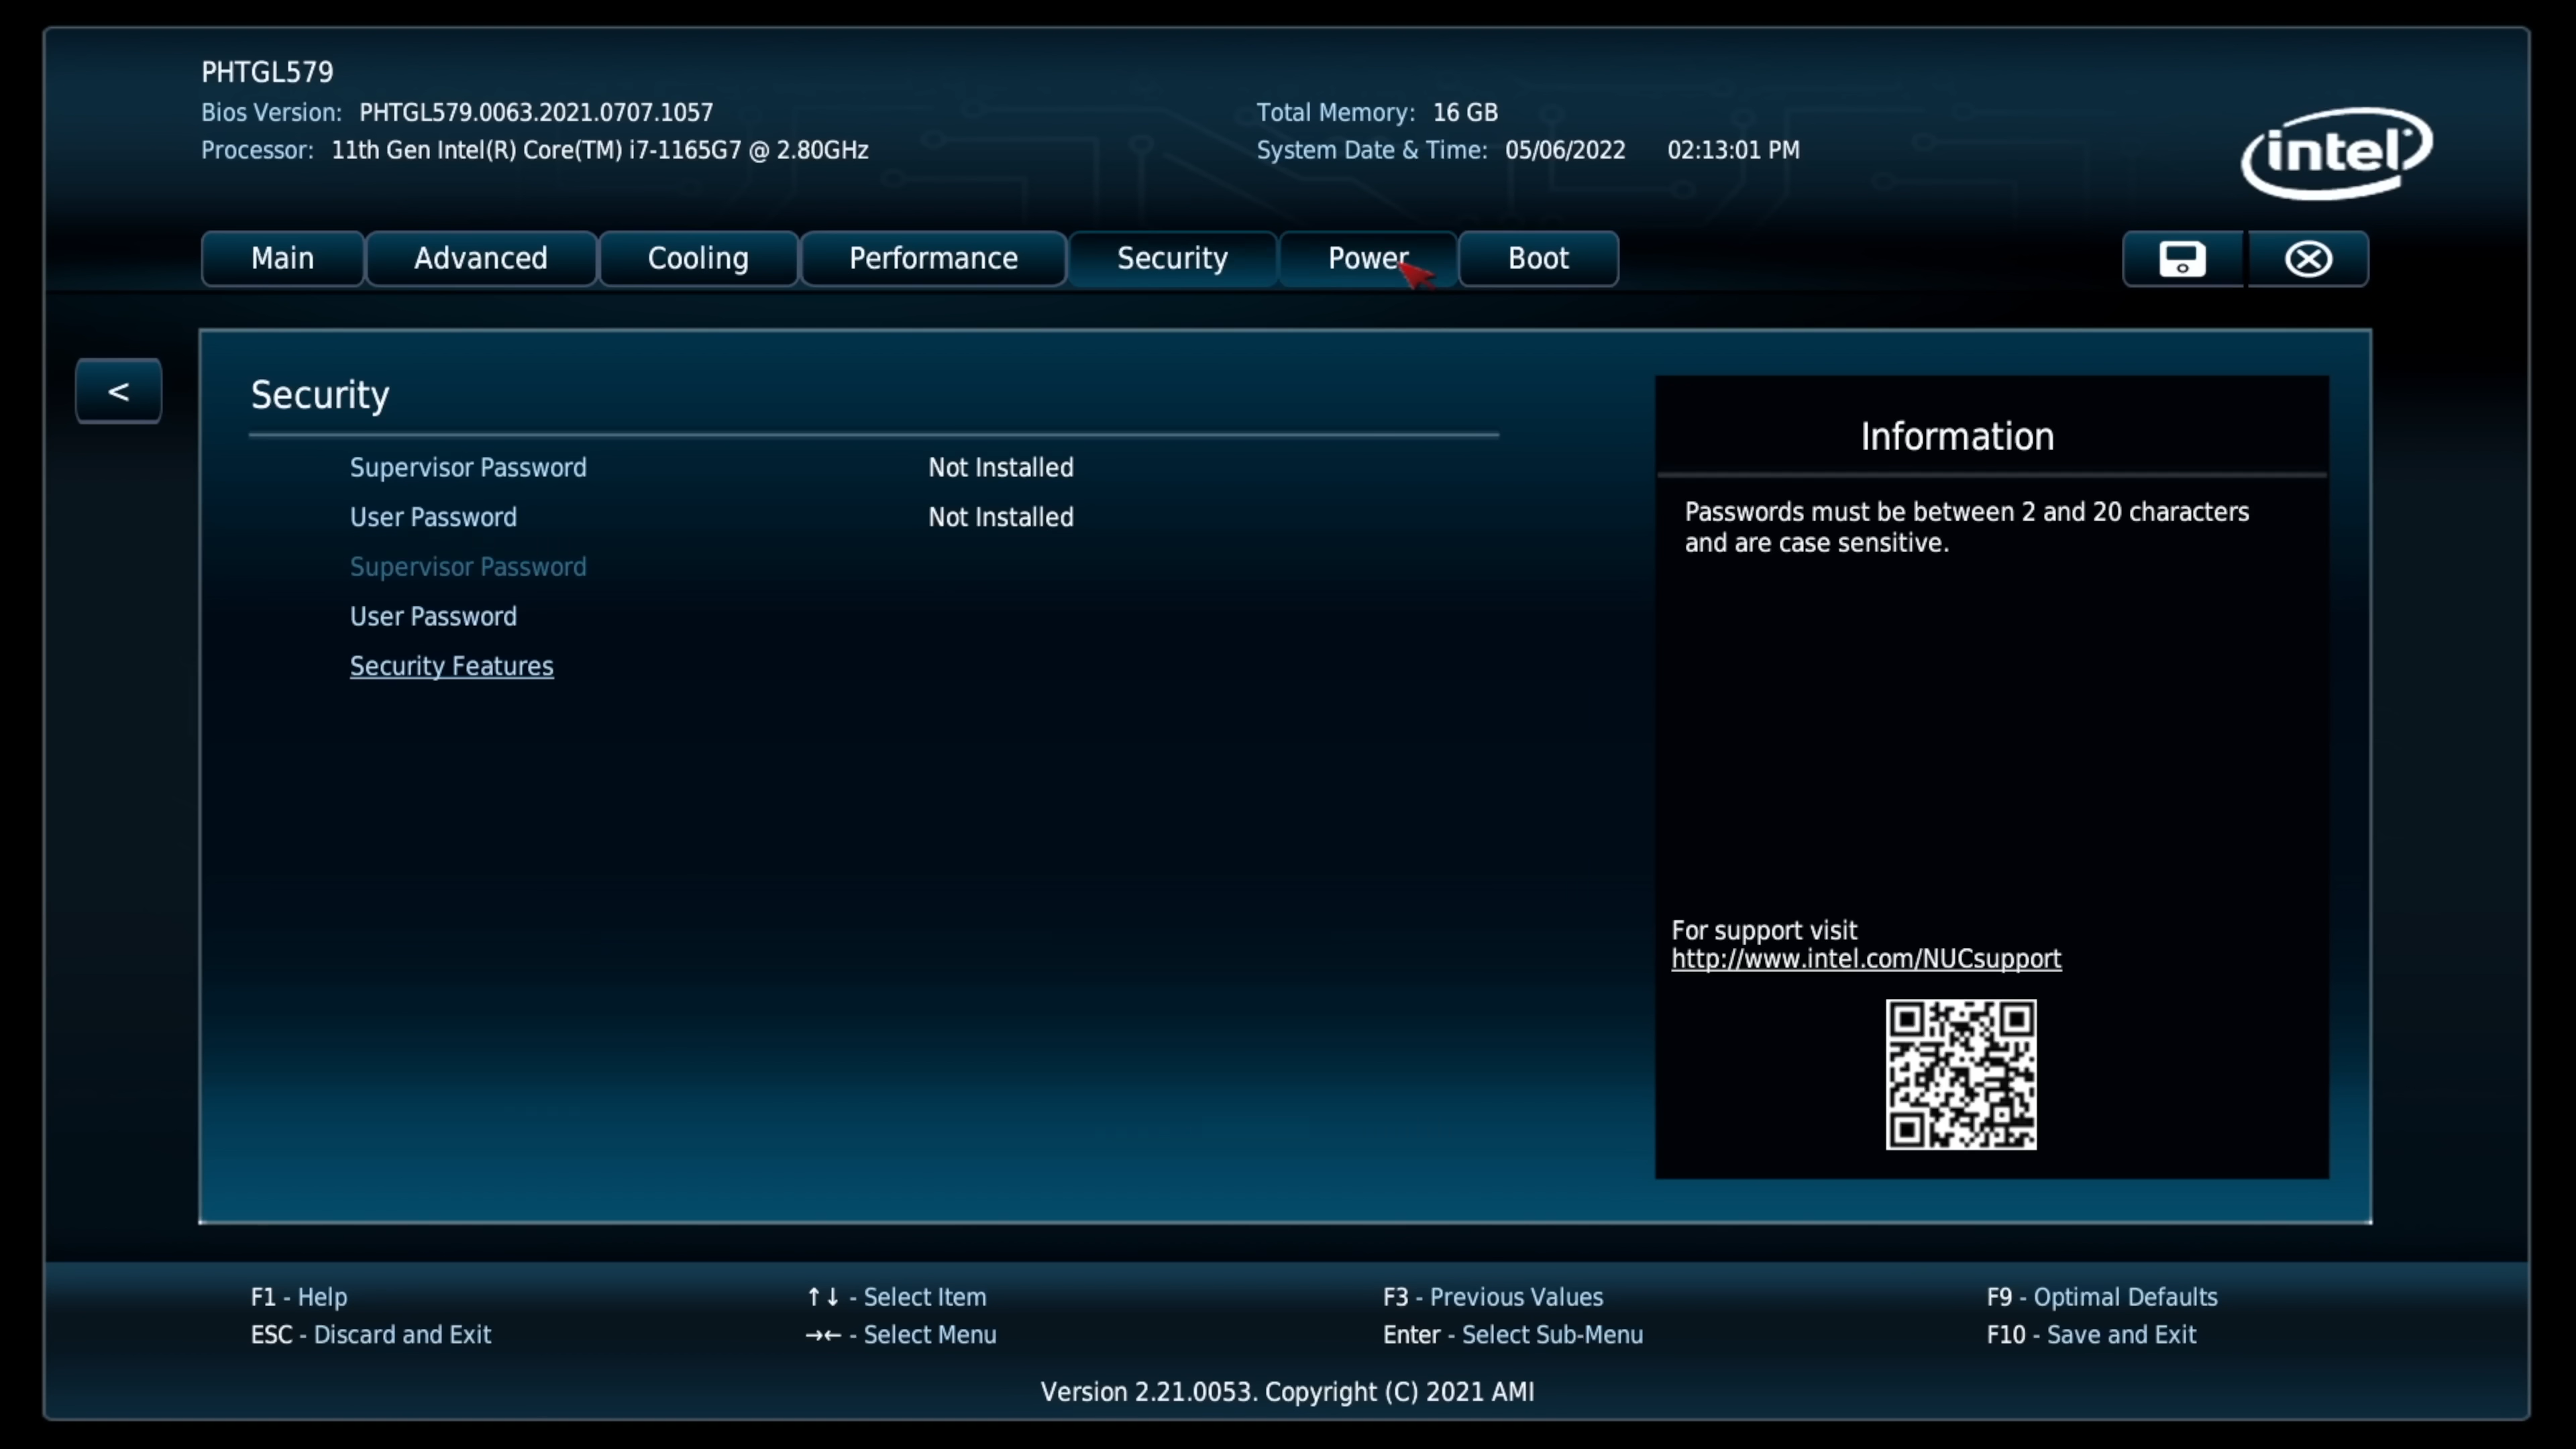 PHTGL579
Bios Version: PHTGL579.0063.2021.0707.1057
Total Memory: 16 GB
Processor: 11th Gen Intel(R) Core(TM) i7-1165G7 @ 2.80GHz
System Date & Time: 05/06/2022 02:13:01 PM
intel
Main Advanced Cooling Performance Security Power Boot
<
Security
Supervisor Password Not Installed
User Password Not Installed
Supervisor Password
User Password
Security Features
Information
Passwords must be between 2 and 20 characters
and are case sensitive.
For support visit
http://www.intel.com/NUCsupport
F1 - Help ↑↓ - Select Item F3 - Previous Values F9 - Optimal Defaults
ESC - Discard and Exit →← - Select Menu Enter - Select Sub-Menu F10 - Save and Exit
Version 2.21.0053. Copyright (C) 2021 AMI